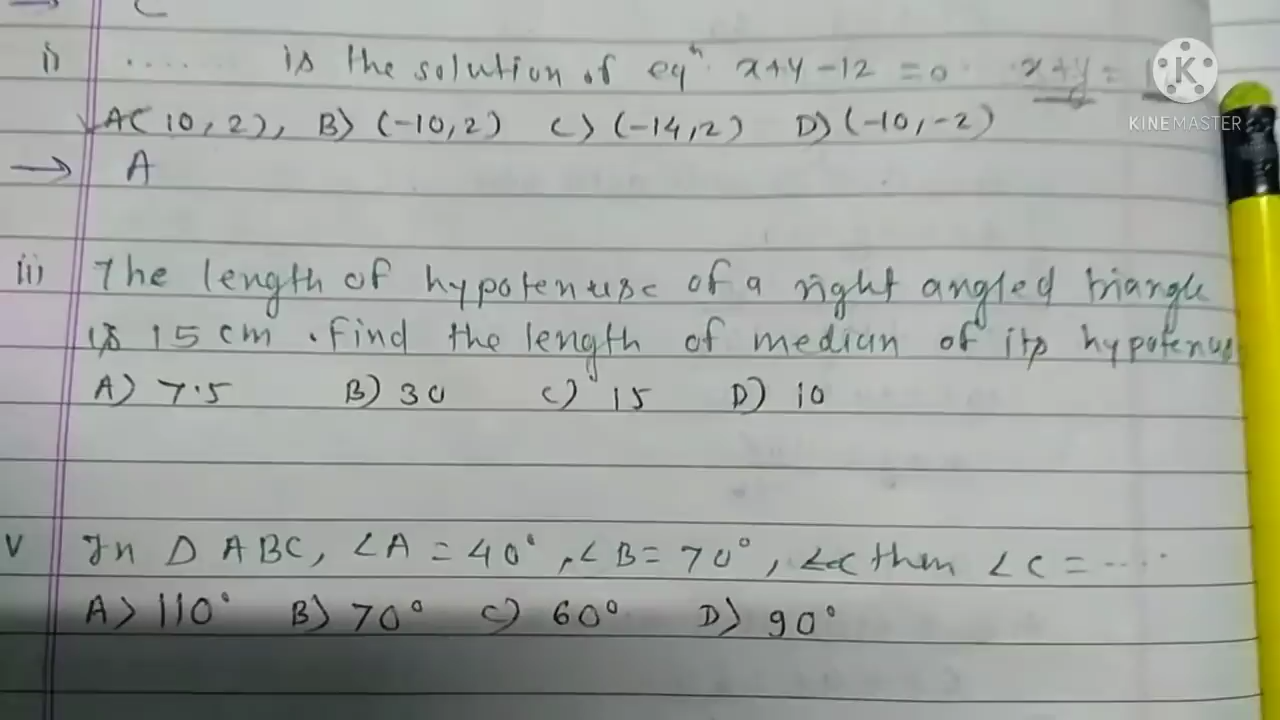 C
i) ..... is the solution of eqⁿ. x+y-12 =0. x+y=
A( 10, 2), B) (-10,2) C) (-14,2) D) (-10,-2)
→ A
iii) The length of hypotenuse of a right angled triangle
is 15 cm. Find the length of median of its hypotenus
A) 7.5 B) 30 C) 15 D) 10
v In Δ ABC, ∠A = 40°, ∠B= 70°, then ∠C = ....
A) 110° B) 70° C) 60° D) 90°
K
KINEMASTER